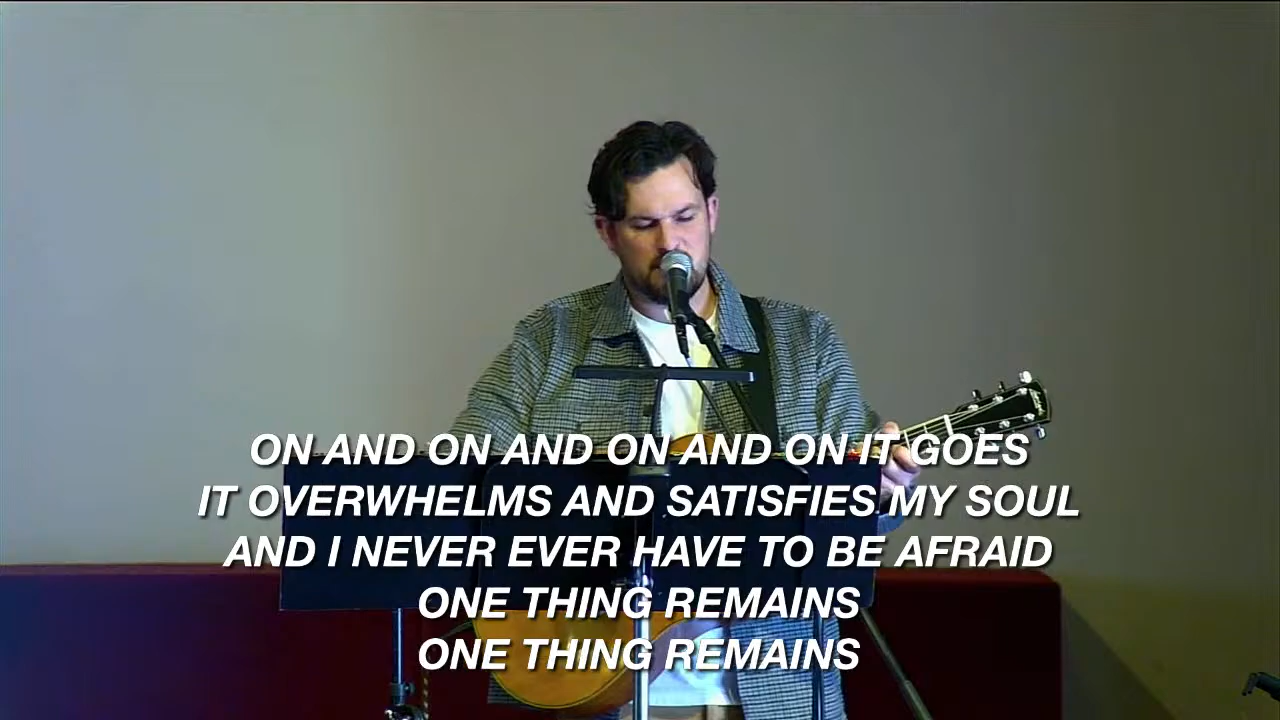 ON AND ON AND ON AND ON IT GOES
IT OVERWHELMS AND SATISFIES MY SOUL
AND I NEVER EVER HAVE TO BE AFRAID
ONE THING REMAINS
ONE THING REMAINS